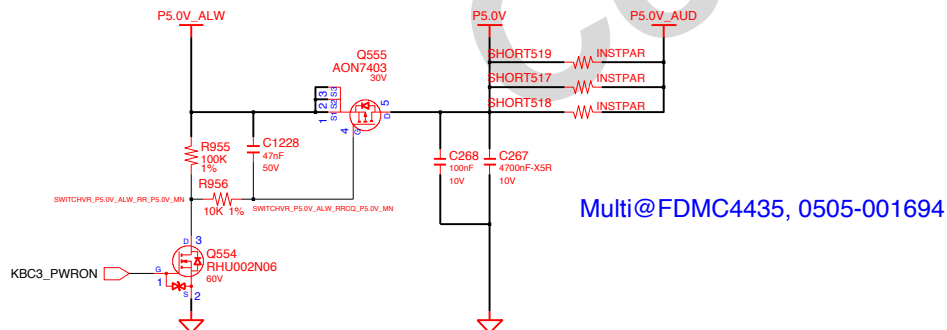 P5.0V_ALW
P5.0V
P5.0V_AUD
Q555
AON7403
30V
SHORT519
INSTPAR
SHORT517
INSTPAR
SHORT518
INSTPAR
3
S3
2
S2
1
S1
4
G
5
D
R955
100K
1%
C1228
47nF
50V
C268
100nF
10V
C267
4700nF-X5R
10V
R956
10K 1%
SWITCHVR_P5.0V_ALW_RR_P5.0V_MN
SWITCHVR_P5.0V_ALW_RRCQ_P5.0V_MN
Multi@FDMC4435, 0505-001694
D
3
Q554
RHU002N06
60V
KBC3_PWRON
G
1
S
2